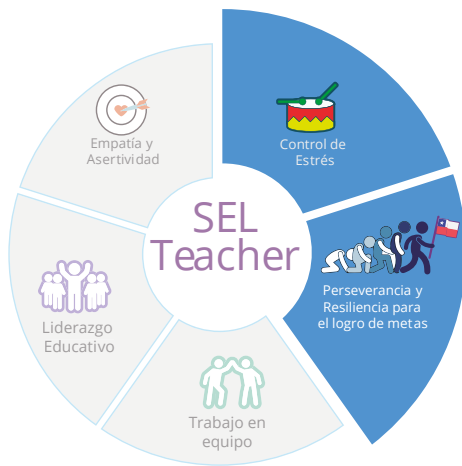 SEL
Teacher
Control de
Estrés
Perseverancia y
Resiliencia para
el logro de metas
Trabajo en
equipo
Liderazgo
Educativo
Empatía y
Asertividad